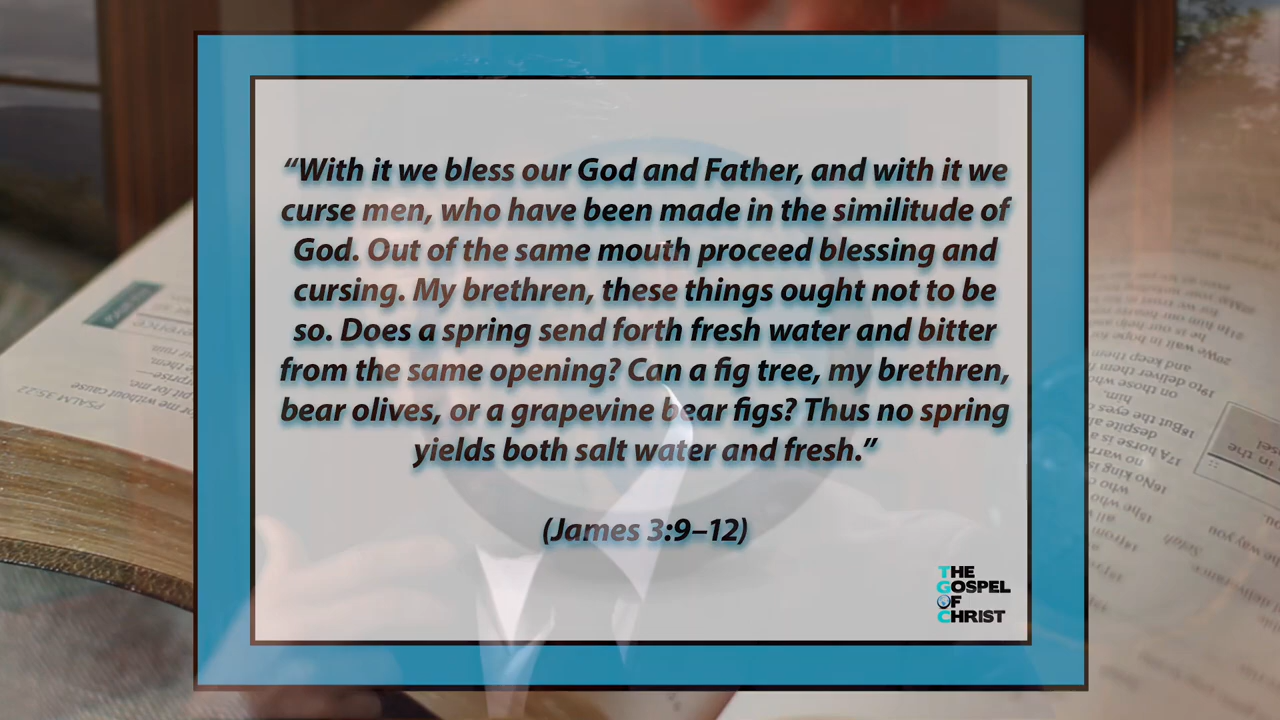 “With it we bless our God and Father, and with it we
curse men, who have been made in the similitude of
God. Out of the same mouth proceed blessing and
cursing. My brethren, these things ought not to be
so. Does a spring send forth fresh water and bitter
from the same opening? Can a fig tree, my brethren,
bear olives, or a grapevine bear figs? Thus no spring
yields both salt water and fresh.”
(James 3:9–12)
THE
GOSPEL
OF
CHRIST
PSALM 35:22